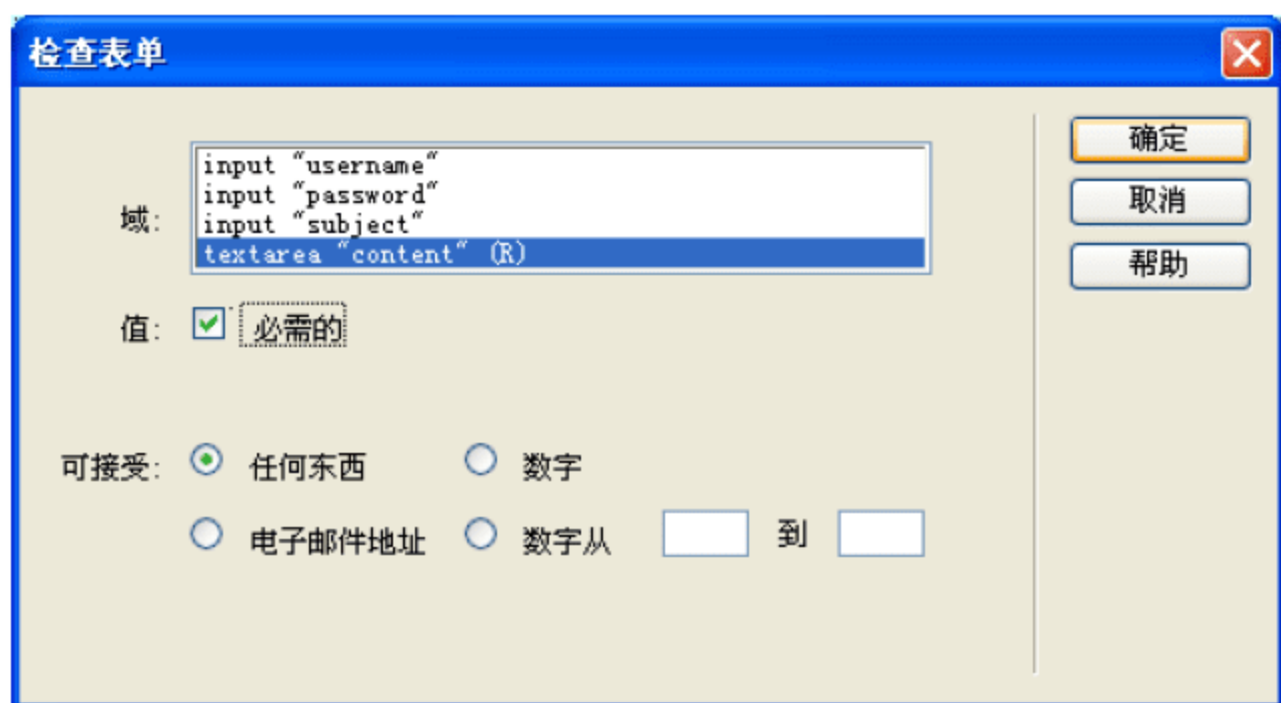 检查表单
域:
input "username"
input "password"
input "subject"
textarea "content" (R)
值: 必需的
可接受: 任何东西 数字
电子邮件地址 数字从 到
确定
取消
帮助